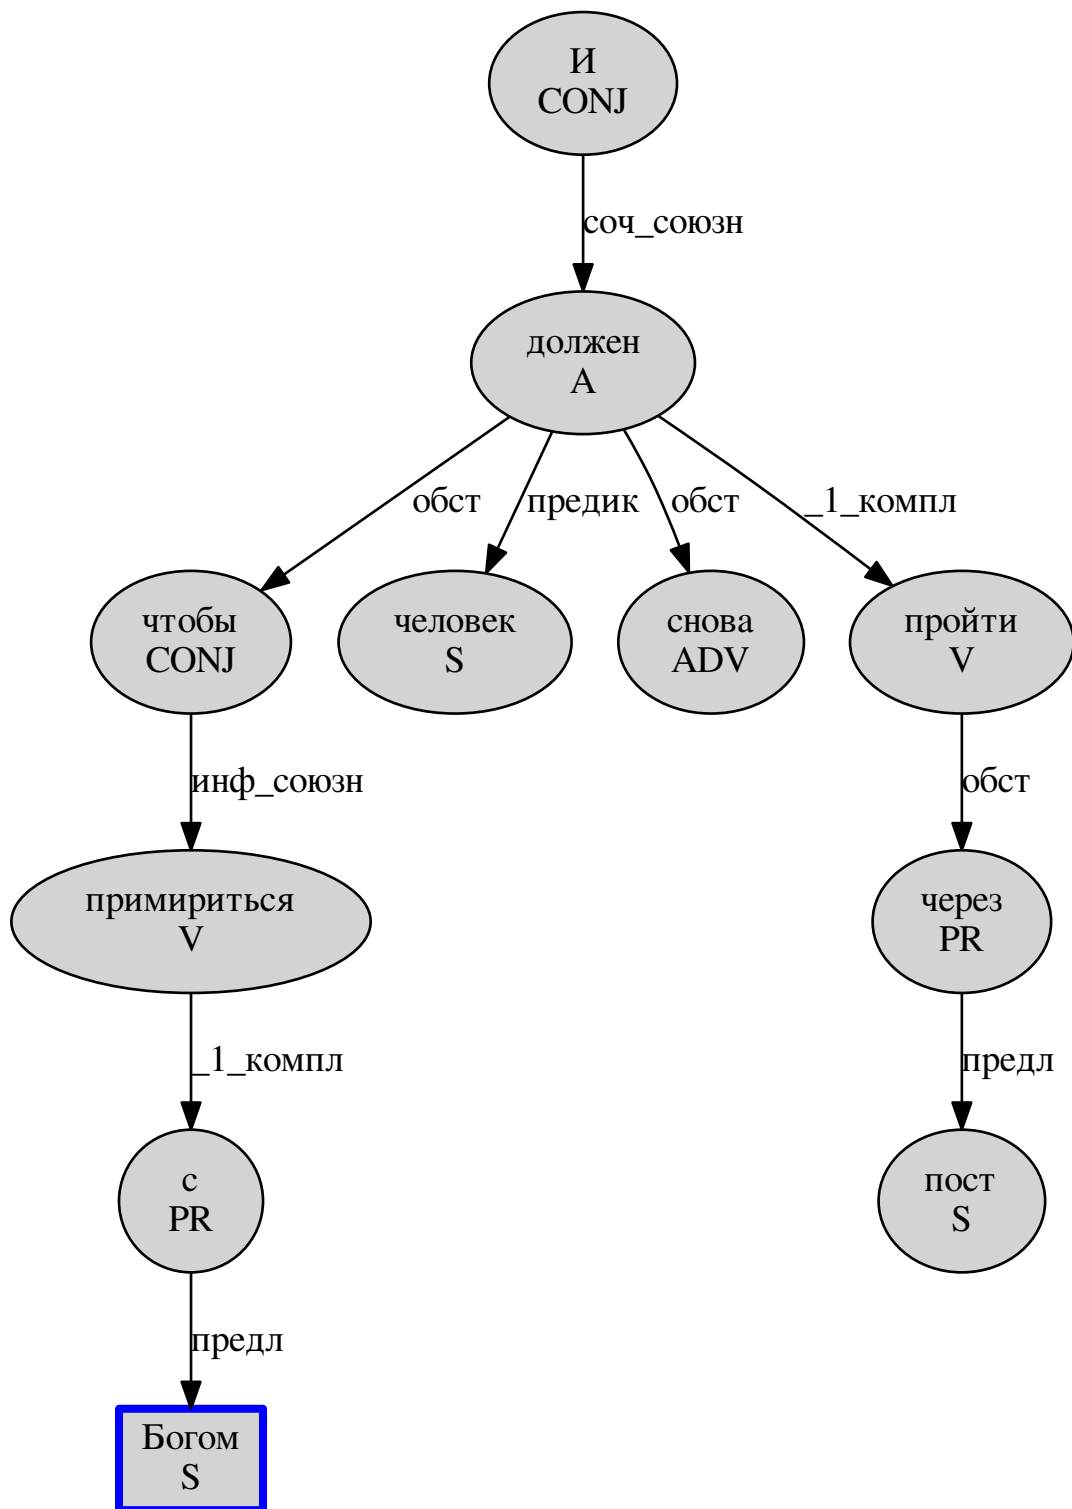 И
CONJ
соч_союзн
должен
A
обст
предик
обст
_1_компл
чтобы
CONJ
человек
S
снова
ADV
пройти
V
инф_союзн
обст
примириться
V
через
PR
_1_компл
предл
с
PR
пост
S
предл
Богом
S